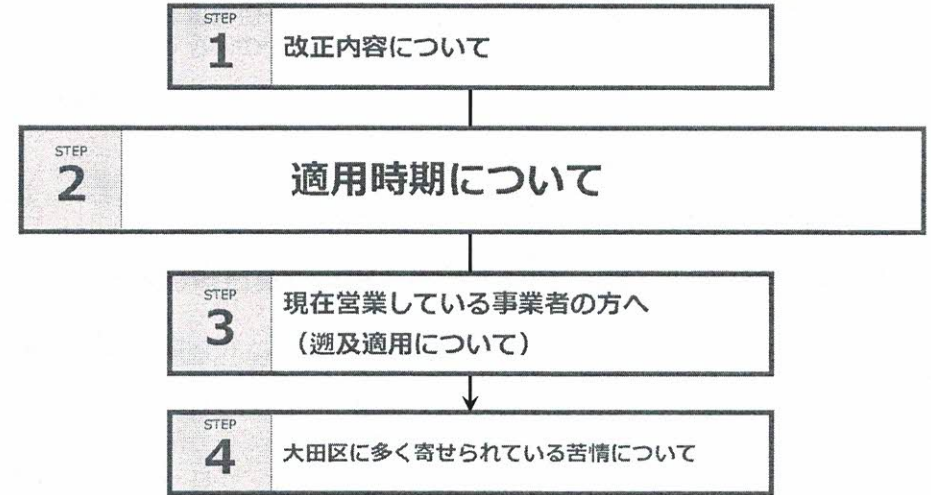 STEP
1
改正内容について
STEP
2
適用時期について
STEP
3
現在営業している事業者の方へ
（遡及適用について）
STEP
4
大田区に多く寄せられている苦情について